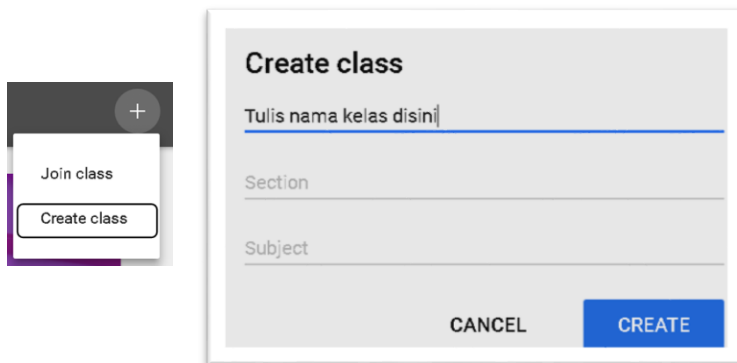 +
Join class
Create class
Create class
Tulis nama kelas disini
Section
Subject
CANCEL CREATE